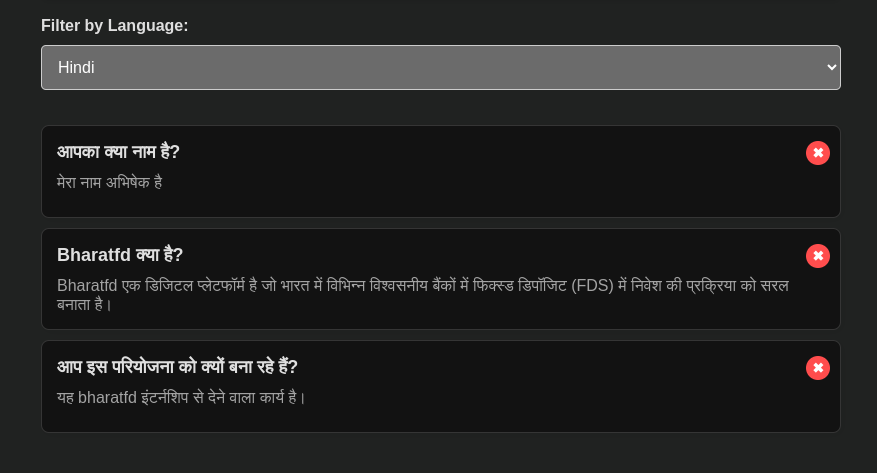 Filter by Language:
Hindi
आपका क्या नाम है?
मेरा नाम अभिषेक है
Bharatfd क्या है?
Bharatfd एक डिजिटल प्लेटफॉर्म है जो भारत में विभिन्न विश्वसनीय बैंकों में फिक्स्ड डिपॉजिट (FDS) में निवेश की प्रक्रिया को सरल
बनाता है।
आप इस परियोजना को क्यों बना रहे हैं?
यह bharatfd इंटर्नशिप से देने वाला कार्य है।